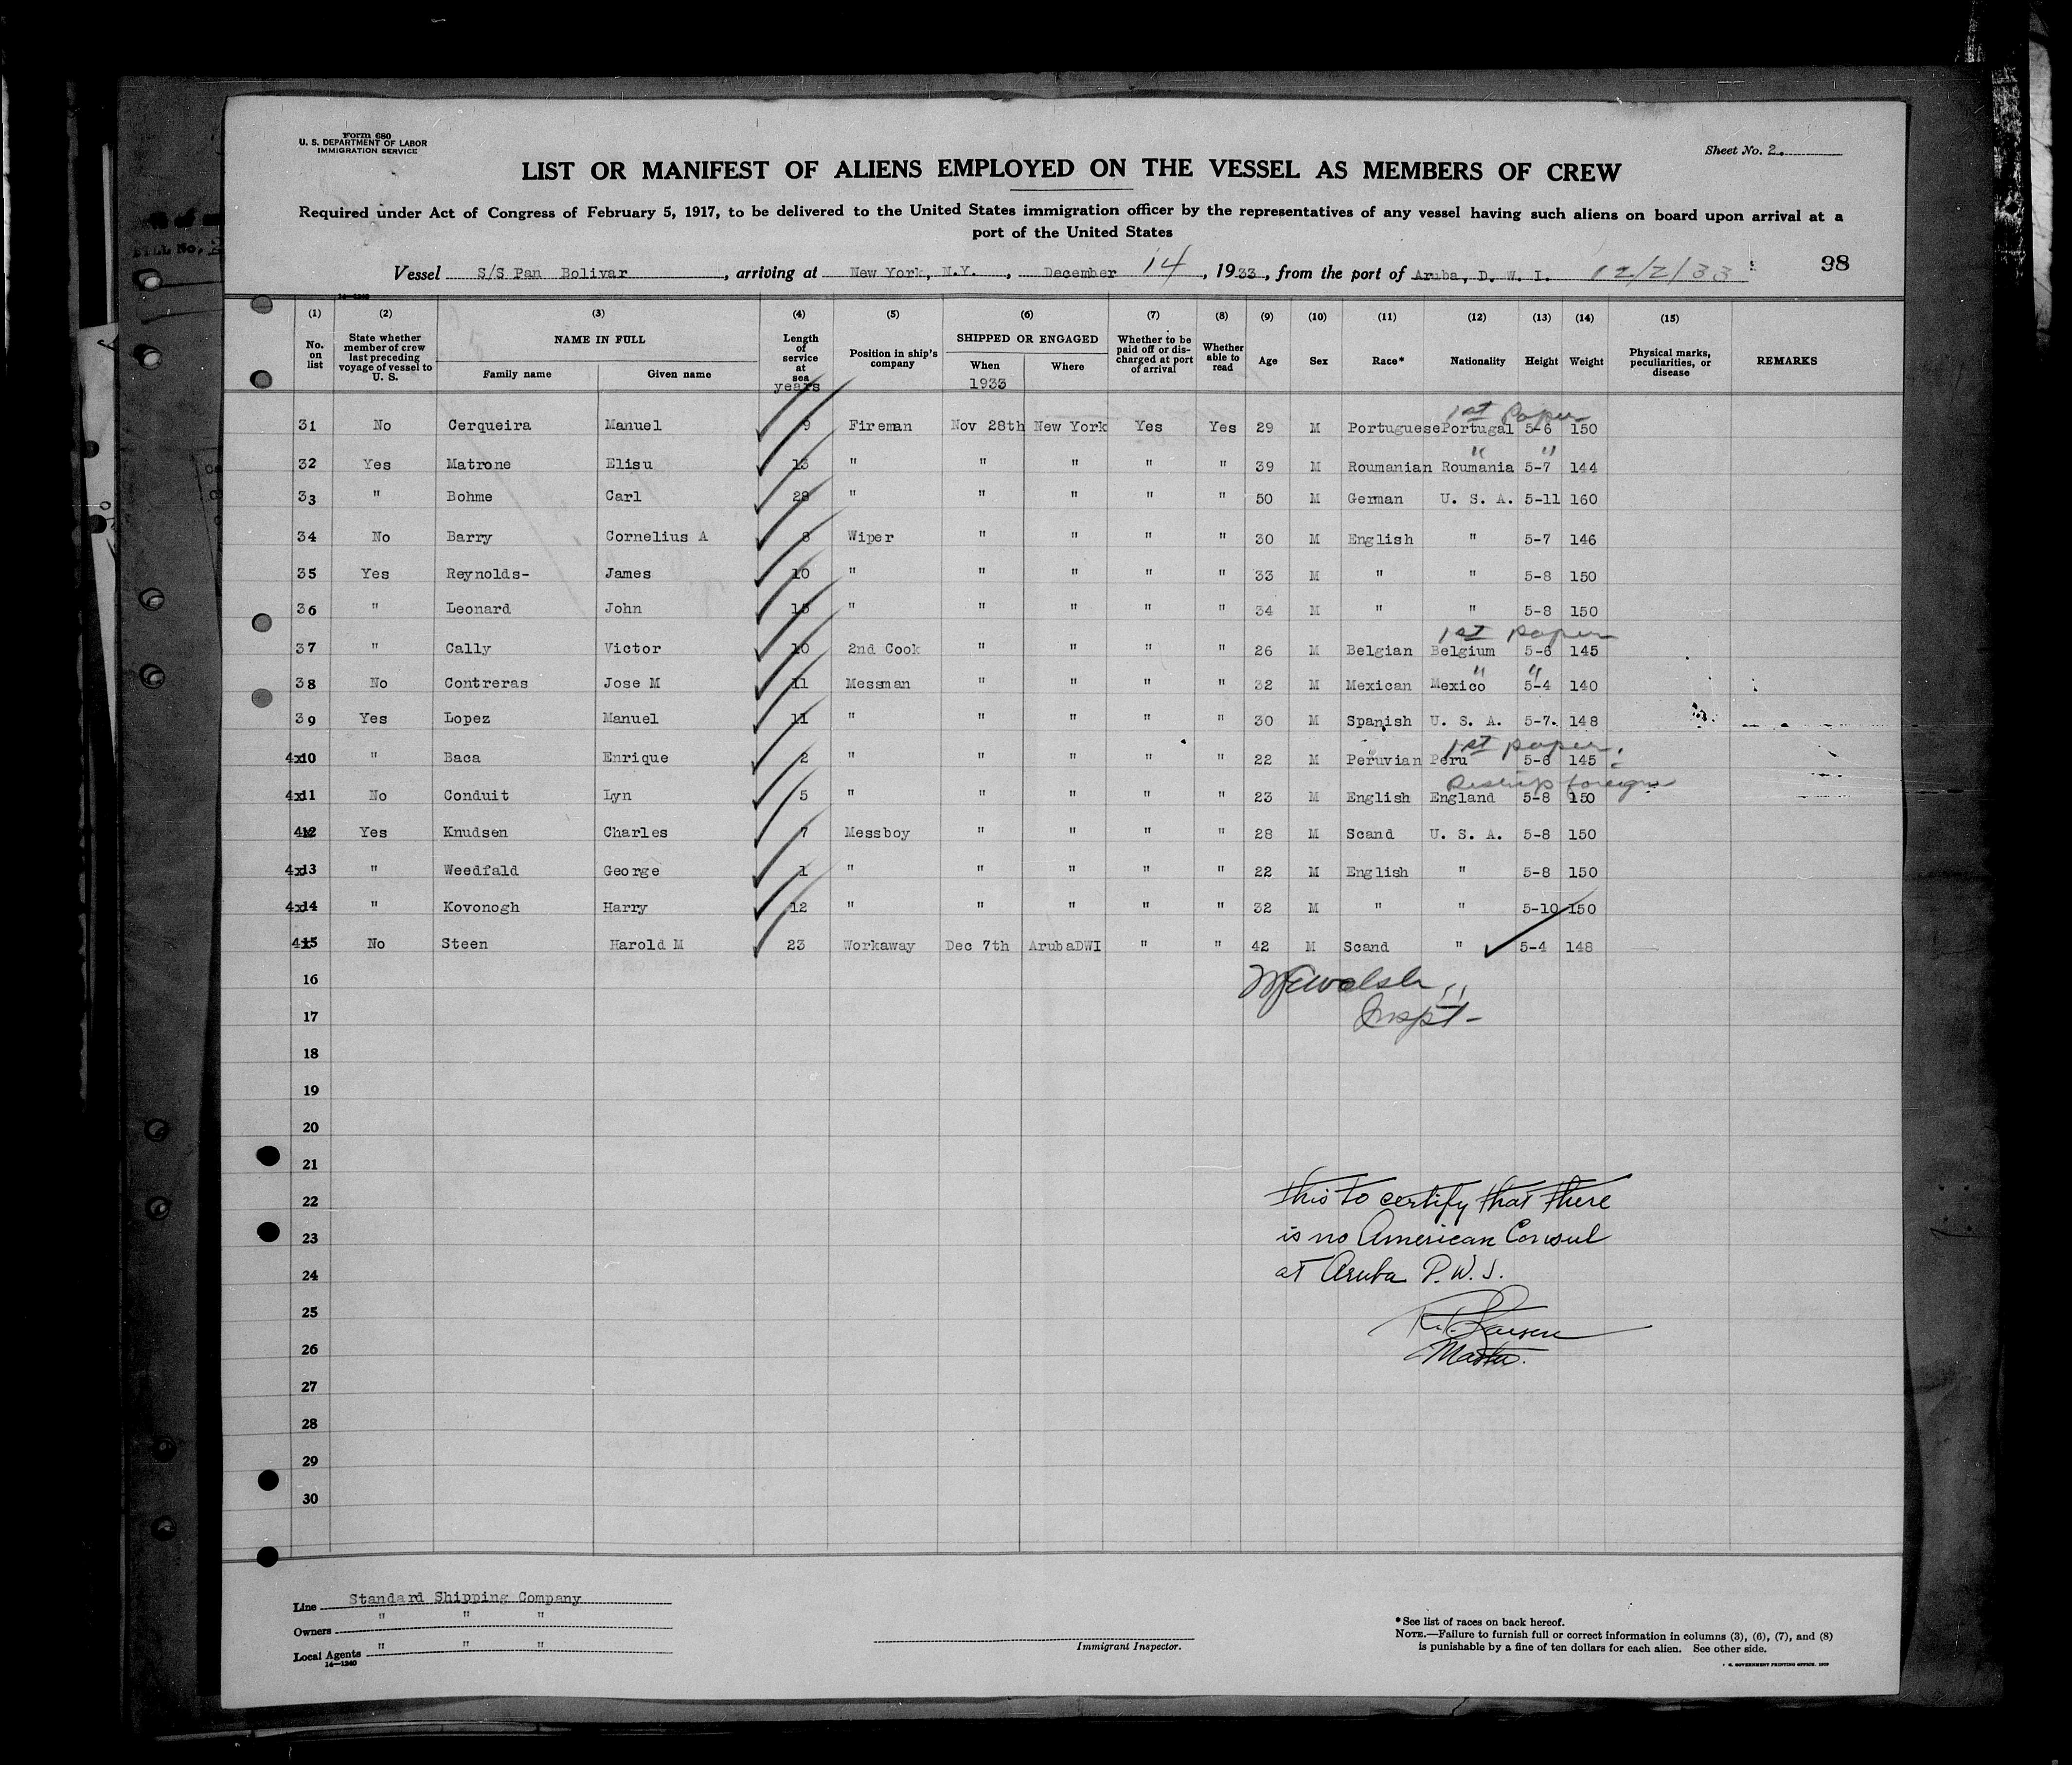 Form 680
U. S. DEPARTMENT OF LABOR
IMMIGRATION SERVICE
Sheet No. 2.
LIST OR MANIFEST OF ALIENS EMPLOYED ON THE VESSEL AS MEMBERS OF CREW
Required under Act of Congress of February 5, 1917, to be delivered to the United States immigration officer by the representatives of any vessel having such aliens on board upon arrival at a
port of the United States
Vessel S/S Pan Bolivar, arriving at New York, N.Y., December 14, 1933, from the port of Aruba, D. W. I. 12/2/33 98
14—1240
(1) (2) (3) (4) (5) (6) (7) (8) (9) (10) (11) (12) (13) (14) (15)
No. on list State whether member of crew last preceding voyage of vessel to U. S. NAME IN FULL Family name Given name Length of service at sea years Position in ship's company SHIPPED OR ENGAGED When 1933 Where Whether to be paid off or discharged at port of arrival Whether able to read Age Sex Race* Nationality Height Weight Physical marks, peculiarities, or disease REMARKS
1st Paper
31 No Cerqueira Manuel 9 Fireman Nov 28th New York Yes Yes 29 M Portuguese Portugal 5-6 150
" "
32 Yes Matrone Elisu 13 " " " " " 39 M Roumanian Roumania 5-7 144
33 " Bohme Carl 28 " " " " " 50 M German U. S. A. 5-11 160
34 No Barry Cornelius A 8 Wiper " " " " 30 M English " 5-7 146
35 Yes Reynolds- James 10 " " " " " 33 M " " 5-8 150
36 " Leonard John 15 " " " " " 34 M " " 5-8 150
1st paper
37 " Cally Victor 10 2nd Cook " " " " 26 M Belgian Belgium 5-6 145
" "
38 No Contreras Jose M 11 Messman " " " " 32 M Mexican Mexico 5-4 140
39 Yes Lopez Manuel 11 " " " " " 30 M Spanish U. S. A. 5-7. 148
1st paper.
4x10 " Baca Enrique 2 " " " " " 22 M Peruvian Peru 5-6 145
foreign
4x11 No Conduit Lyn 5 " " " " " 23 M English England 5-8 150
4x12 Yes Knudsen Charles 7 Messboy " " " " 28 M Scand U. S. A. 5-8 150
4x13 " Weedfald George 1 " " " " " 22 M English " 5-8 150
4x14 " Kovonogh Harry 12 " " " " " 32 M " " 5-10 150
4x15 No Steen Harold M 23 Workaway Dec 7th ArubaDWI " " 42 M Scand " 5-4 148
16
Walsh
17 Inspt-
18
19
20
21
22 this to certify that there
23 is no American Consul
24 at Aruba D. W. I.
25
26 Master.
27
28
29
30
Line Standard Shipping Company
Owners " " "
Local Agents " " "
14—1240
Immigrant Inspector.
*See list of races on back hereof.
NOTE.—Failure to furnish full or correct information in columns (3), (6), (7), and (8)
is punishable by a fine of ten dollars for each alien. See other side.
GOVERNMENT PRINTING OFFICE